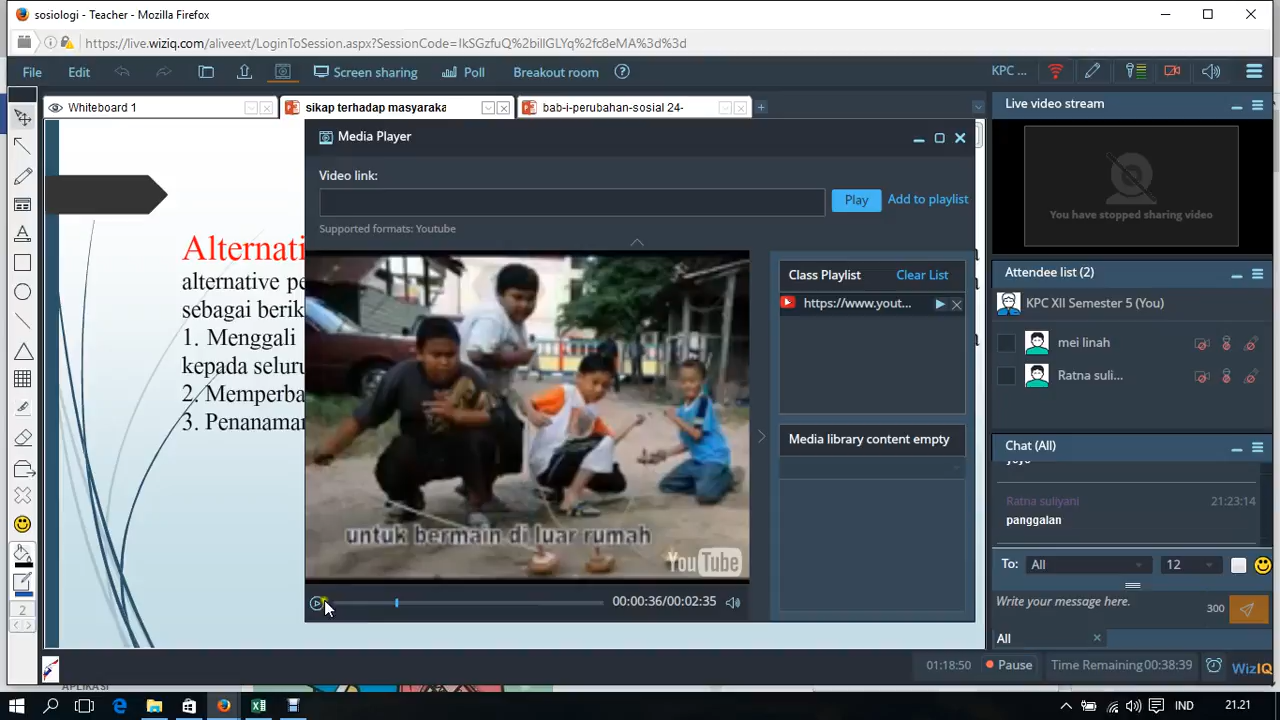 sosiologi - Teacher - Mozilla Firefox
https://live.wiziq.com/aliveext/LoginToSession.aspx?SessionCode=IkSGzfuQ%2bilIGLYq%2fc8eMA%3d%3d
File Edit Screen sharing Poll Breakout room KPC ...
Whiteboard 1
sikap terhadap masyaraka
bab-i-perubahan-sosial 24-
Live video stream
You have stopped sharing video
Media Player
Video link:
Play Add to playlist
Supported formats: Youtube
Alternati
alternative pe
sebagai berik
1. Menggali
kepada seluru
2. Memperba
3. Penanaman
untuk bermain di luar rumah
YouTube
00:00:36/00:02:35
Class Playlist Clear List
https://www.yout...
Media library content empty
Attendee list (2)
KPC XII Semester 5 (You)
mei linah
Ratna suli...
Chat (All)
yoyo
Ratna suliyani 21:23:14
panggalan
To: All 12
Write your message here. 300
All
01:18:50 Pause Time Remaining 00:38:39 WizIQ
APLIKASI
2
IND 21.21